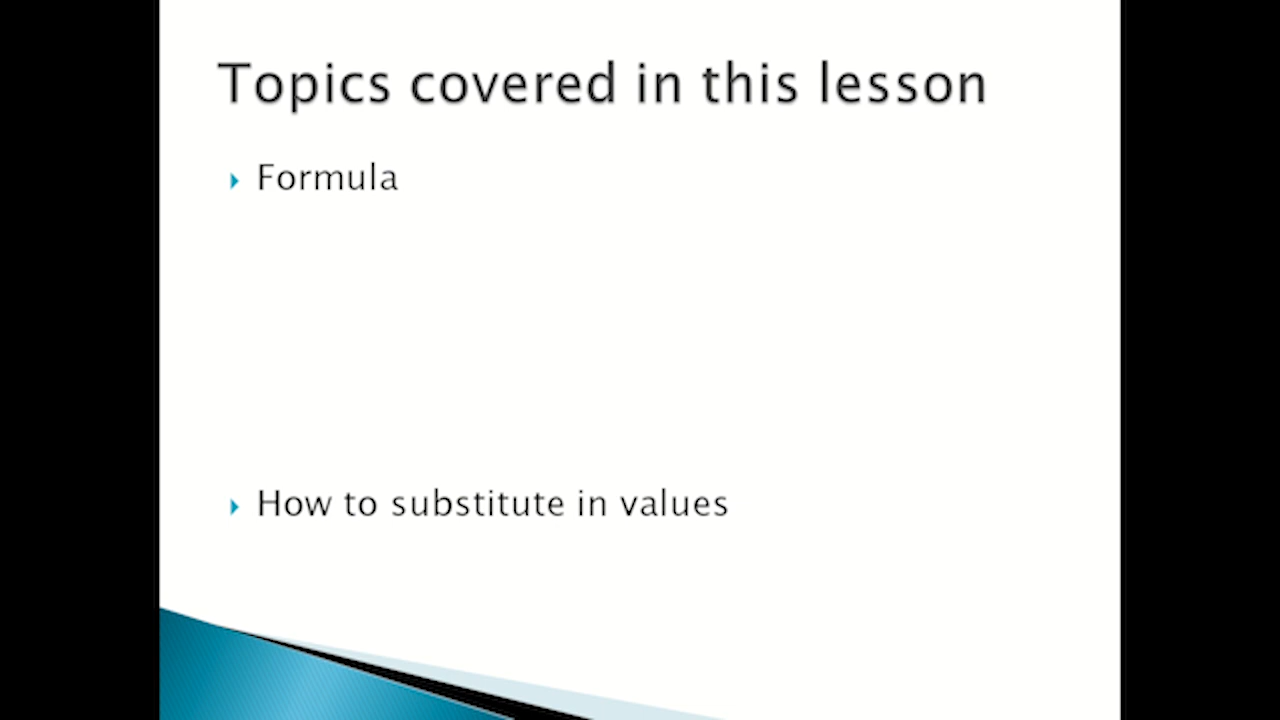 Topics covered in this lesson
Formula
How to substitute in values